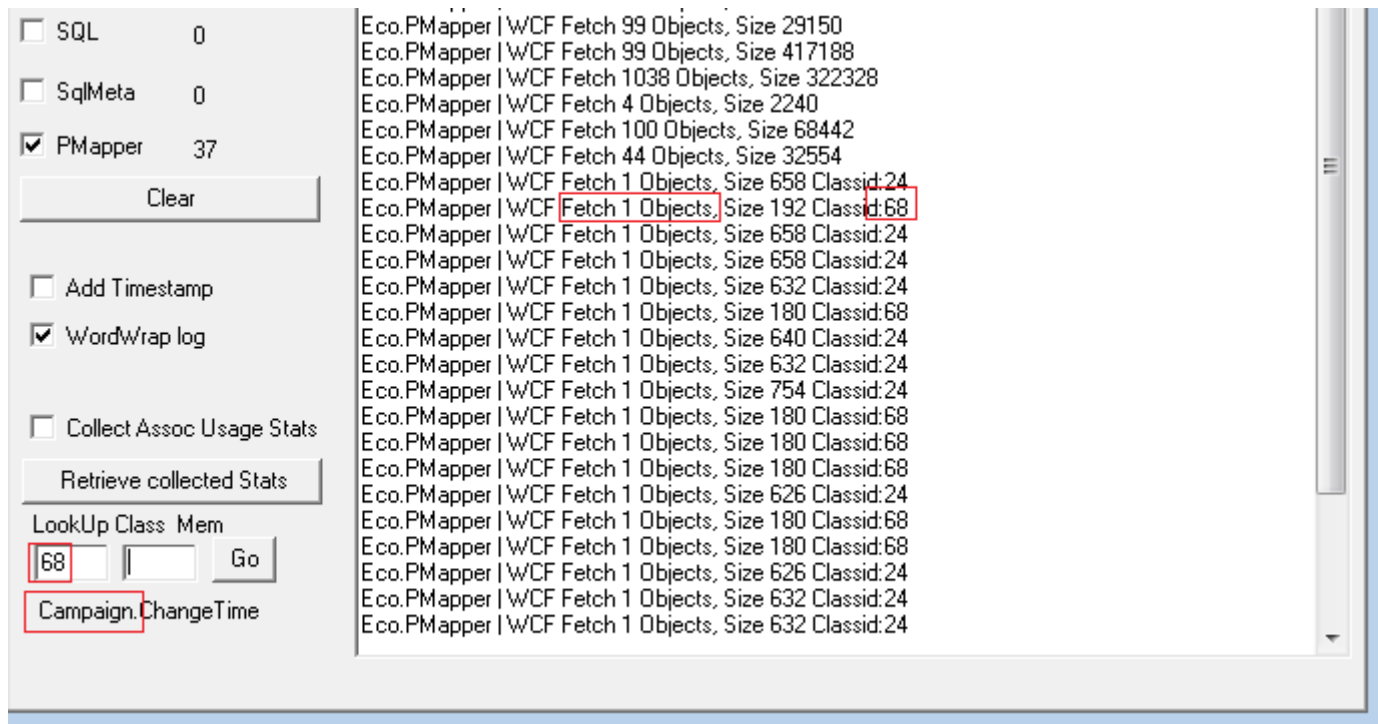 SQL 0
SqlMeta 0
PMapper 37
Clear
Add Timestamp
WordWrap log
Collect Assoc Usage Stats
Retrieve collected Stats
LookUp Class Mem
68 Go
Campaign.ChangeTime
Eco.PMapper | WCF Fetch 99 Objects, Size 29150
Eco.PMapper | WCF Fetch 99 Objects, Size 417188
Eco.PMapper | WCF Fetch 1038 Objects, Size 322328
Eco.PMapper | WCF Fetch 4 Objects, Size 2240
Eco.PMapper | WCF Fetch 100 Objects, Size 68442
Eco.PMapper | WCF Fetch 44 Objects, Size 32554
Eco.PMapper | WCF Fetch 1 Objects, Size 658 Classid:24
Eco.PMapper | WCF Fetch 1 Objects, Size 192 Classid:68
Eco.PMapper | WCF Fetch 1 Objects, Size 658 Classid:24
Eco.PMapper | WCF Fetch 1 Objects, Size 658 Classid:24
Eco.PMapper | WCF Fetch 1 Objects, Size 632 Classid:24
Eco.PMapper | WCF Fetch 1 Objects, Size 180 Classid:68
Eco.PMapper | WCF Fetch 1 Objects, Size 640 Classid:24
Eco.PMapper | WCF Fetch 1 Objects, Size 632 Classid:24
Eco.PMapper | WCF Fetch 1 Objects, Size 754 Classid:24
Eco.PMapper | WCF Fetch 1 Objects, Size 180 Classid:68
Eco.PMapper | WCF Fetch 1 Objects, Size 180 Classid:68
Eco.PMapper | WCF Fetch 1 Objects, Size 180 Classid:68
Eco.PMapper | WCF Fetch 1 Objects, Size 626 Classid:24
Eco.PMapper | WCF Fetch 1 Objects, Size 180 Classid:68
Eco.PMapper | WCF Fetch 1 Objects, Size 180 Classid:68
Eco.PMapper | WCF Fetch 1 Objects, Size 626 Classid:24
Eco.PMapper | WCF Fetch 1 Objects, Size 632 Classid:24
Eco.PMapper | WCF Fetch 1 Objects, Size 632 Classid:24